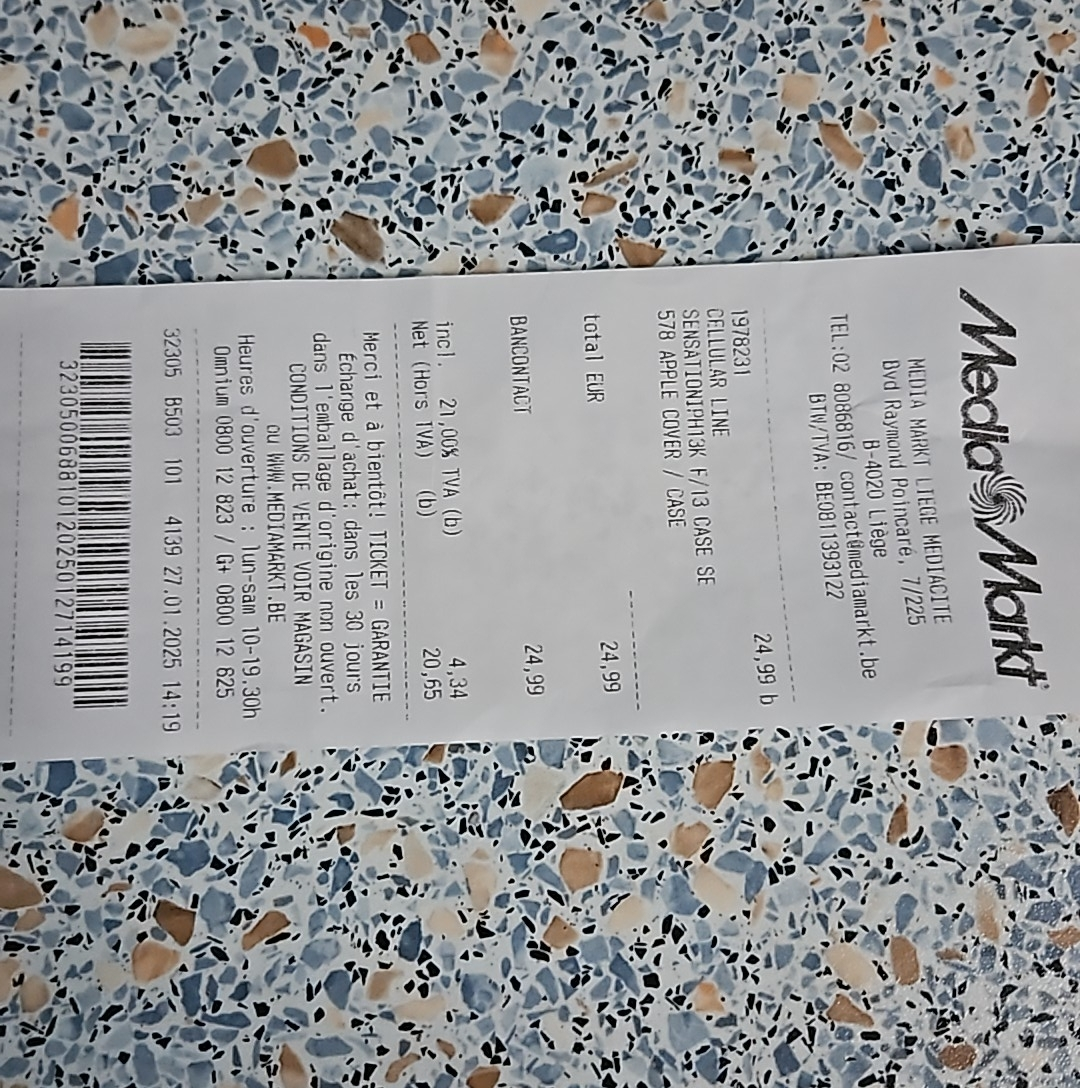 Media Markt
MEDIA MARKT LIEGE MEDIACITE
Bvd Raymond Poincaré, 7/225
B-4020 Liège
TEL:02 8086816/ contact@mediamarkt.be
BTW/TVA: BE0811393122
1978231 24,99 b
CELLULAR LINE
SENSATIONIPH13K F/13 CASE SE
578 APPLE COVER / CASE
total EUR 24,99
BANCONTACT 24,99
incl. 21,00% TVA (b) 4,34
Net (Hors TVA) (b) 20,65
Merci et à bientôt! TICKET = GARANTIE
Échange d'achat: dans les 30 jours
dans l'emballage d'origine non ouvert.
CONDITIONS DE VENTE VOIR MAGASIN
ou WWW.MEDIAMARKT.BE
Heures d'ouverture : lun-sam 10-19.30h
Omnium 0800 12 823 / G+ 0800 12 625
32305 B503 101 4139 27.01.2025 14:19
3230500688101202501271 4199